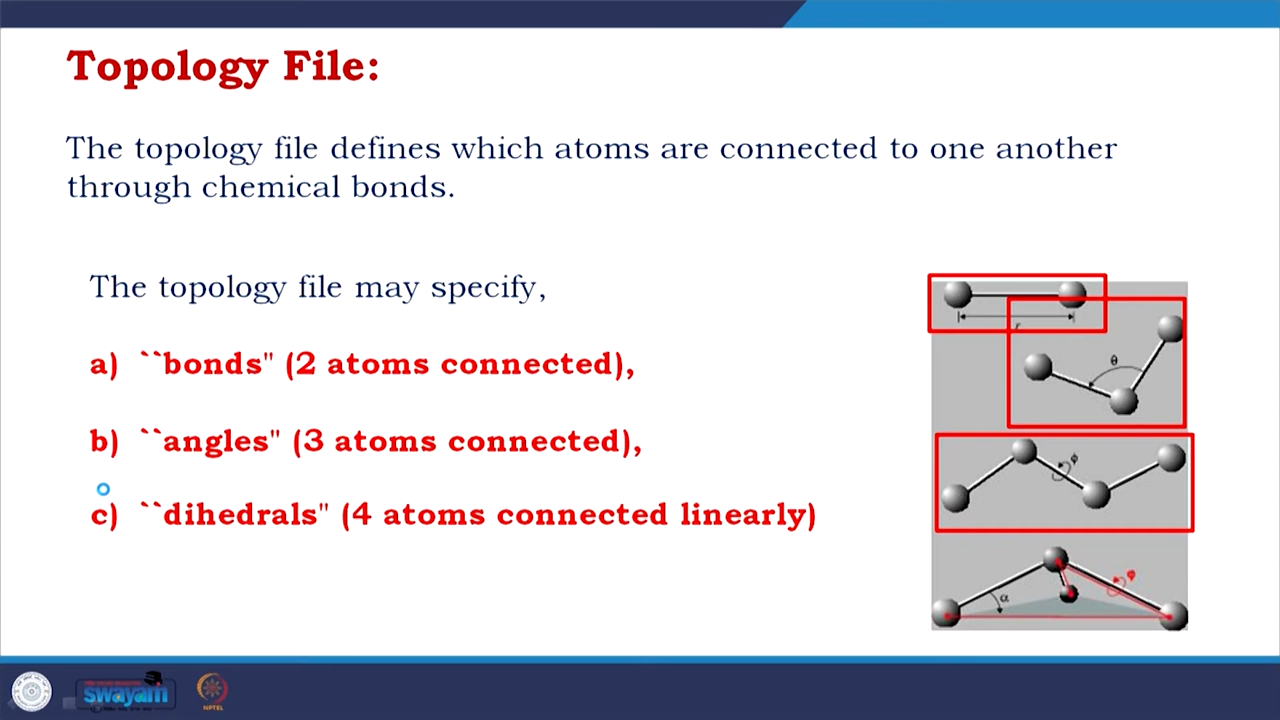 Topology File:
The topology file defines which atoms are connected to one another
through chemical bonds.
The topology file may specify,
a) ``bonds" (2 atoms connected),
b) ``angles" (3 atoms connected),
c) ``dihedrals" (4 atoms connected linearly)
r
θ
ϕ
φ
α
swayam
NPTEL